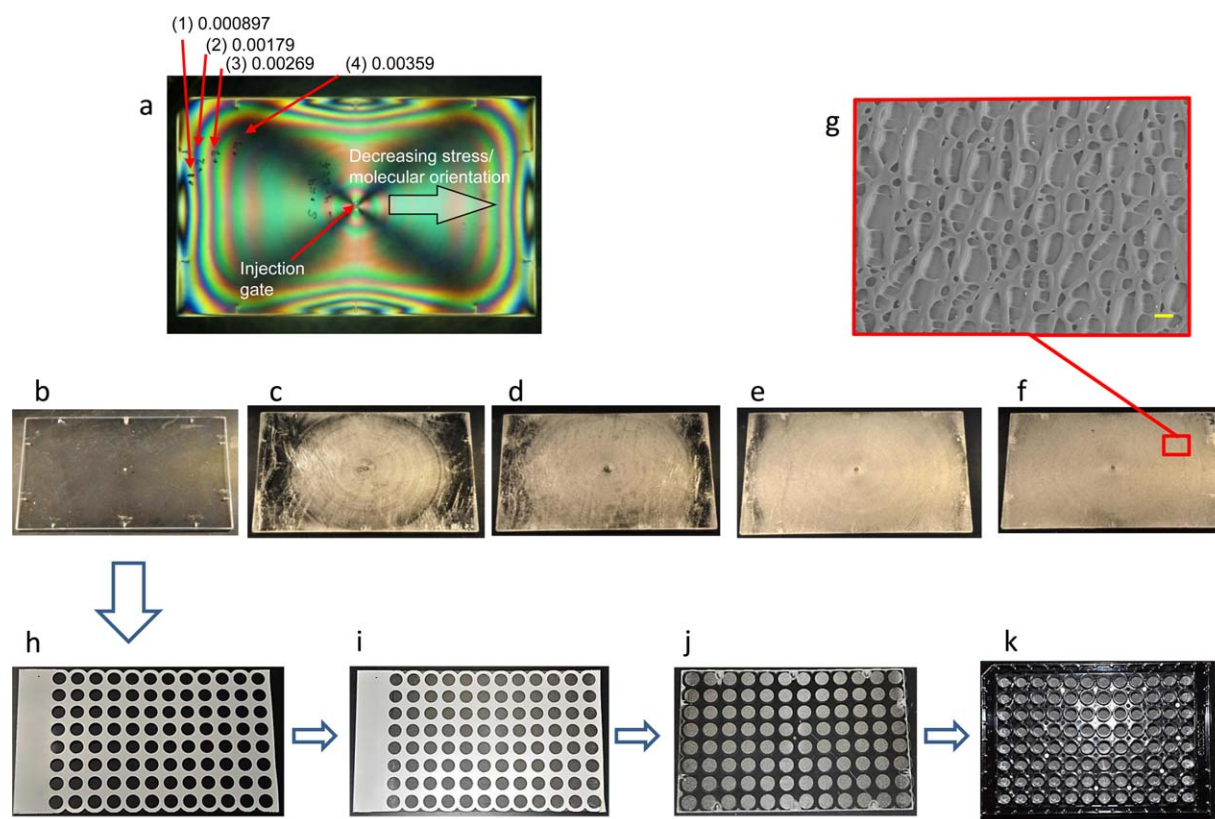 (1) 0.000897
(2) 0.00179
(3) 0.00269
(4) 0.00359
a
Decreasing stress/
molecular orientation
Injection
gate
g
b
c
d
e
f
h
i
j
k